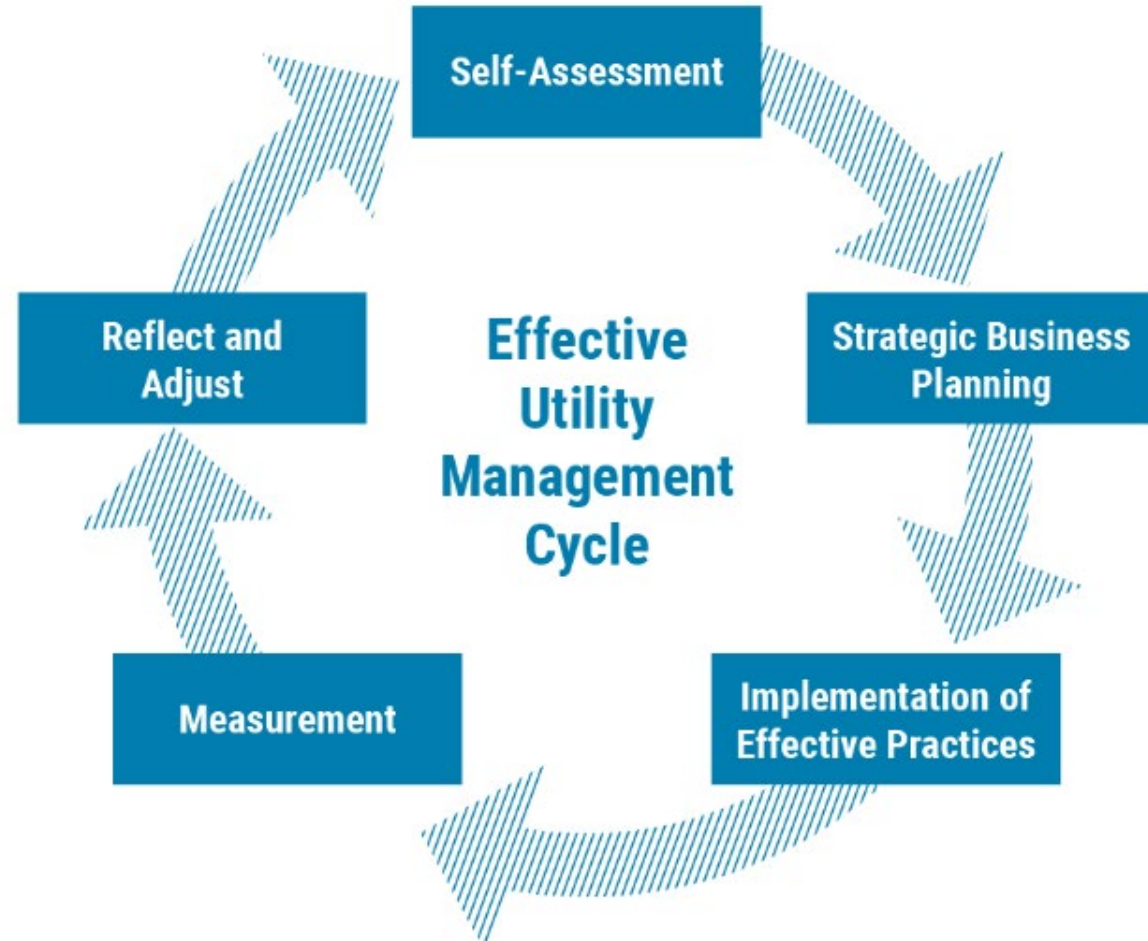 Self-Assessment
Strategic Business
Planning
Implementation of
Effective Practices
Measurement
Reflect and
Adjust
Effective
Utility
Management
Cycle